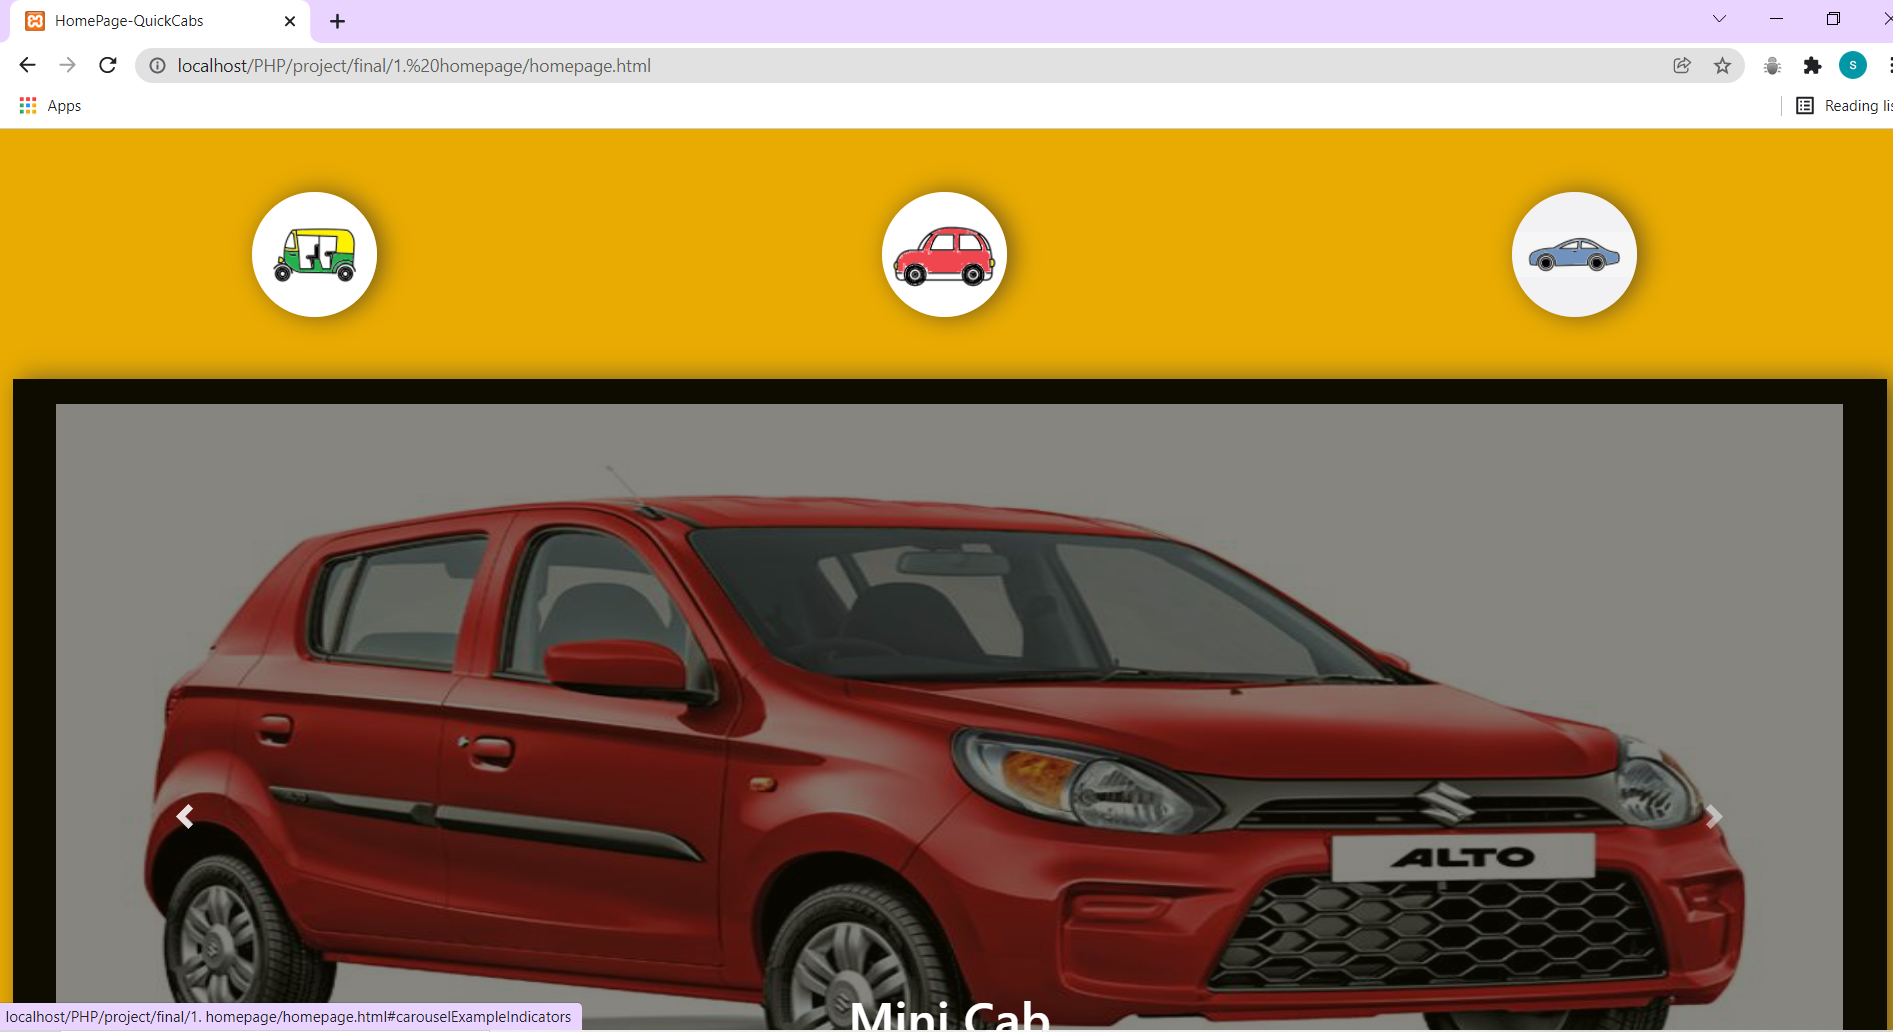 HomePage-QuickCabs
localhost/PHP/project/final/1.%20homepage/homepage.html
S
Apps
Reading lis
ALTO
Mini Cab
localhost/PHP/project/final/1. homepage/homepage.html#carouselExampleIndicators